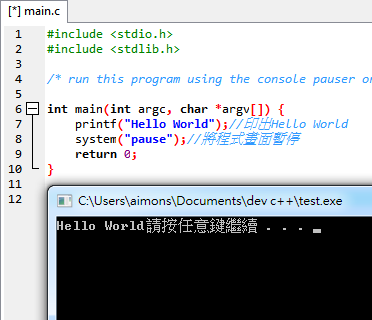 [*] main.c
1 #include <stdio.h>
2 #include <stdlib.h>
3
4 /* run this program using the console pauser or
5
6 int main(int argc, char *argv[]) {
7 printf("Hello World");//印出Hello World
8 system("pause");//將程式畫面暫停
9 return 0;
10 }
11
12
C:\Users\aimons\Documents\dev c++\test.exe
Hello World請按任意鍵繼續 . . .